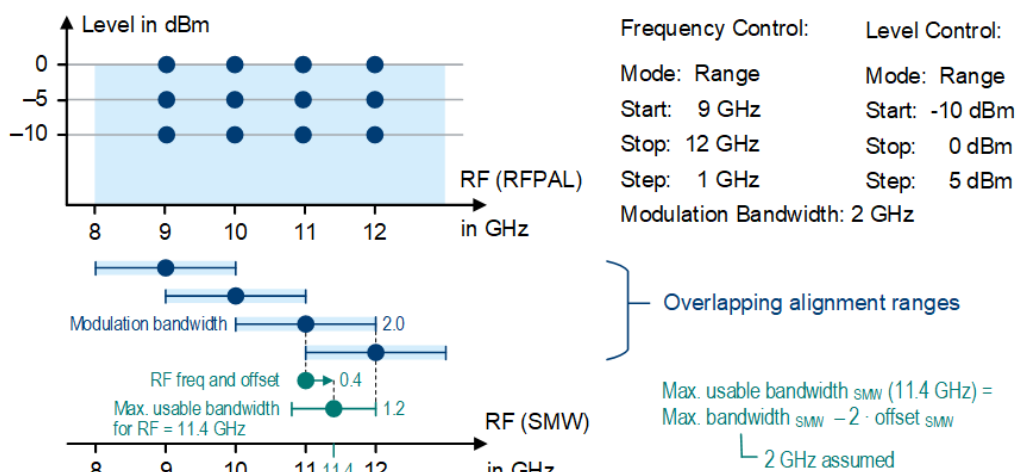 Level in dBm
0
–5
–10
RF (RFPAL)
in GHz
8 9 10 11 12
Frequency Control:
Mode: Range
Start: 9 GHz
Stop: 12 GHz
Step: 1 GHz
Modulation Bandwidth: 2 GHz
Level Control:
Mode: Range
Start: -10 dBm
Stop: 0 dBm
Step: 5 dBm
Modulation bandwidth 2.0
Overlapping alignment ranges
RF freq and offset 0.4
Max. usable bandwidth 1.2
for RF = 11.4 GHz
RF (SMW)
in GHz
8 9 10 11 11.4 12
Max. usable bandwidth SMW (11.4 GHz) =
Max. bandwidth SMW – 2 · offset SMW
2 GHz assumed